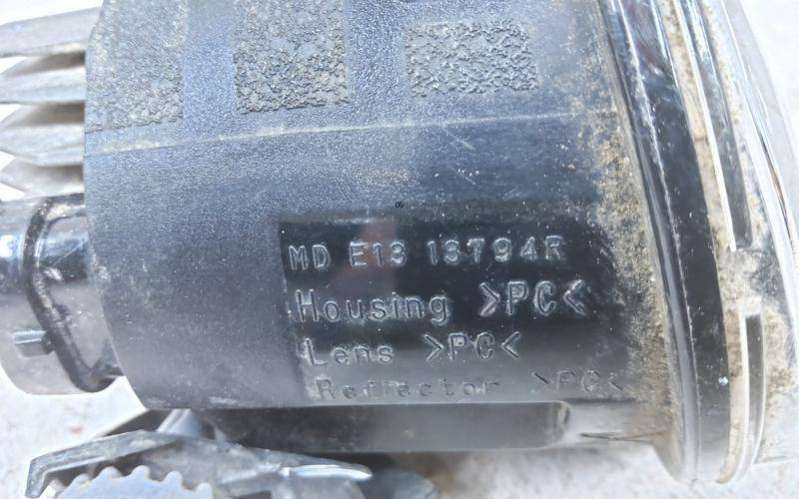 MD E13 18794R
Housing >PC<
Lens >PC<
Reflector >PC<